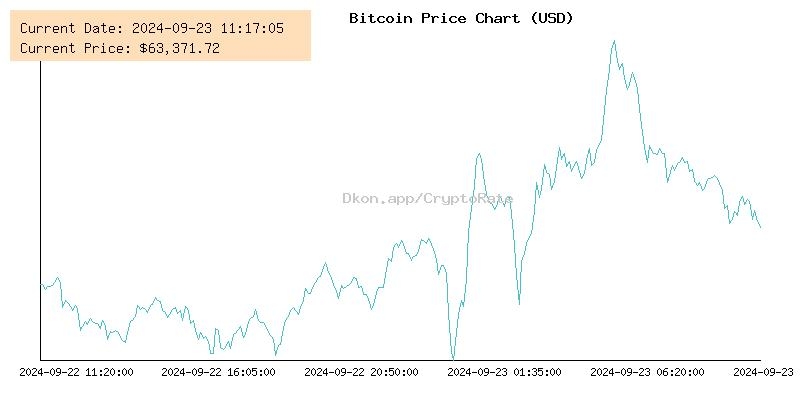 Bitcoin Price Chart (USD)
Current Date: 2024-09-23 11:17:05
Current Price: $63,371.72
Dkon.app/CryptoRate
2024-09-22 11:20:00 2024-09-22 16:05:00 2024-09-22 20:50:00 2024-09-23 01:35:00 2024-09-23 06:20:00 2024-09-23